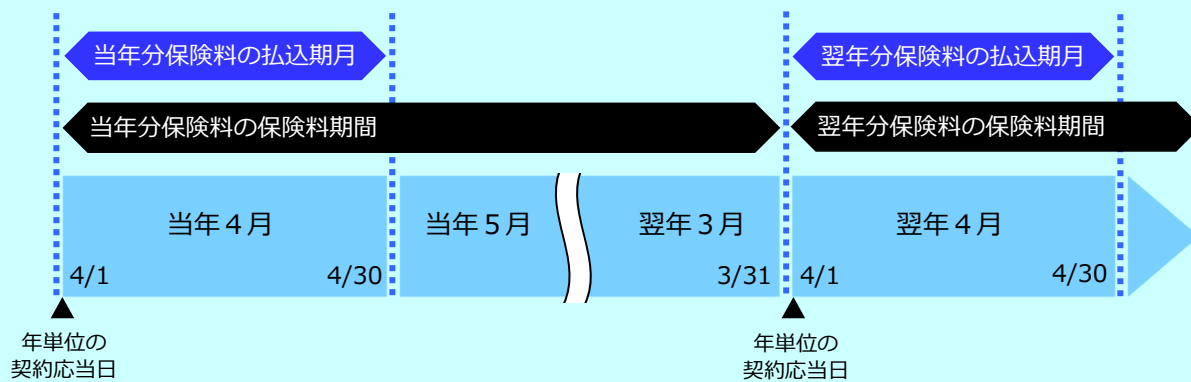 当年分保険料の払込期月
翌年分保険料の払込期月
当年分保険料の保険料期間
翌年分保険料の保険料期間
当年４月
当年５月
翌年３月
翌年４月
4/1
4/30
3/31
4/1
4/30
年単位の
契約応当日
年単位の
契約応当日